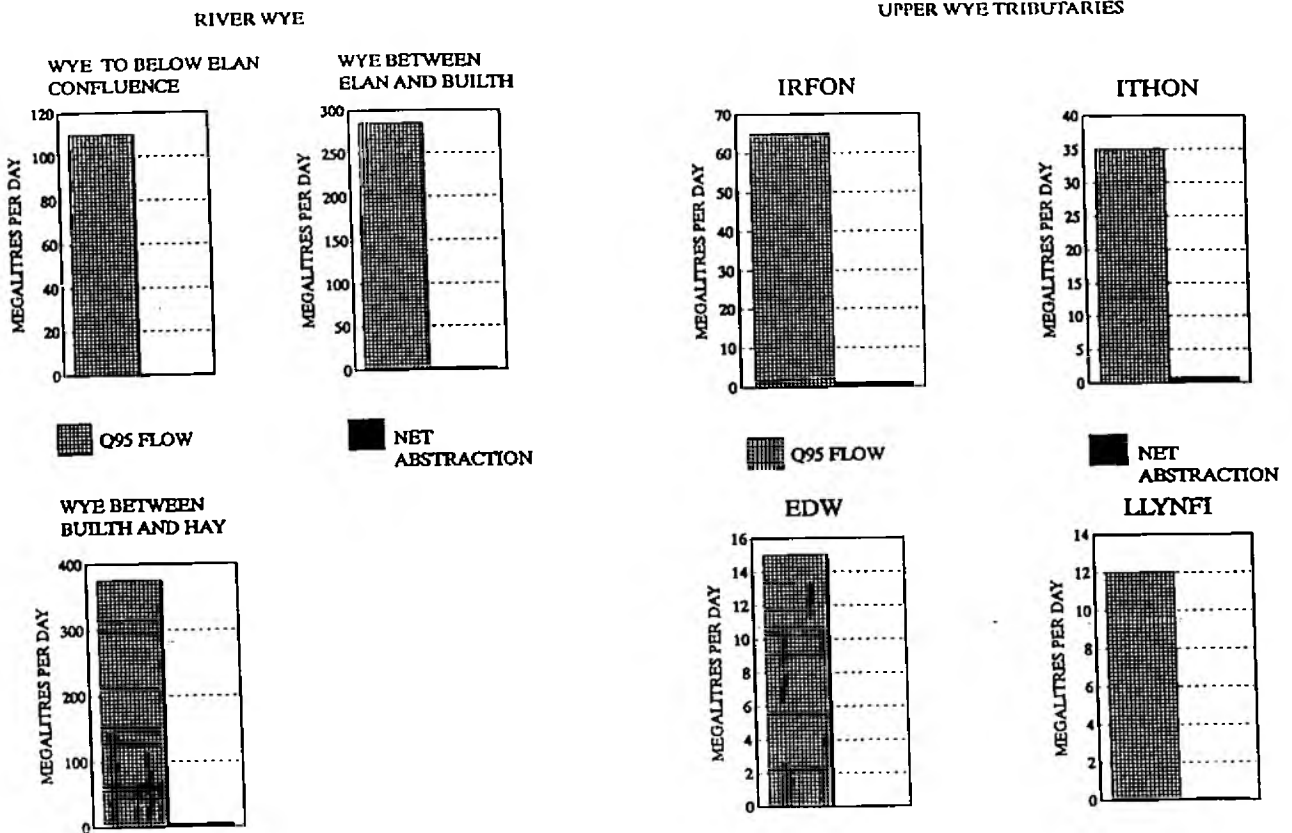 RIVER WYE
WYE TO BELOW ELAN
CONFLUENCE
MEGALITRES PER DAY
120
100
80
60
40
20
0
WYE BETWEEN
ELAN AND BUILTH
MEGALITRES PER DAY
300
250
200
150
100
50
0
Q95 FLOW
NET
ABSTRACTION
WYE BETWEEN
BUILTH AND HAY
MEGALITRES PER DAY
400
300
200
100
0
UPPER WYE TRIBUTARIES
IRFON
MEGALITRES PER DAY
70
60
50
40
30
20
10
0
ITHON
MEGALITRES PER DAY
40
35
30
25
20
15
10
5
0
Q95 FLOW
NET
ABSTRACTION
EDW
MEGALITRES PER DAY
16
14
12
10
8
6
4
2
0
LLYNFI
MEGALITRES PER DAY
14
12
10
8
6
4
2
0